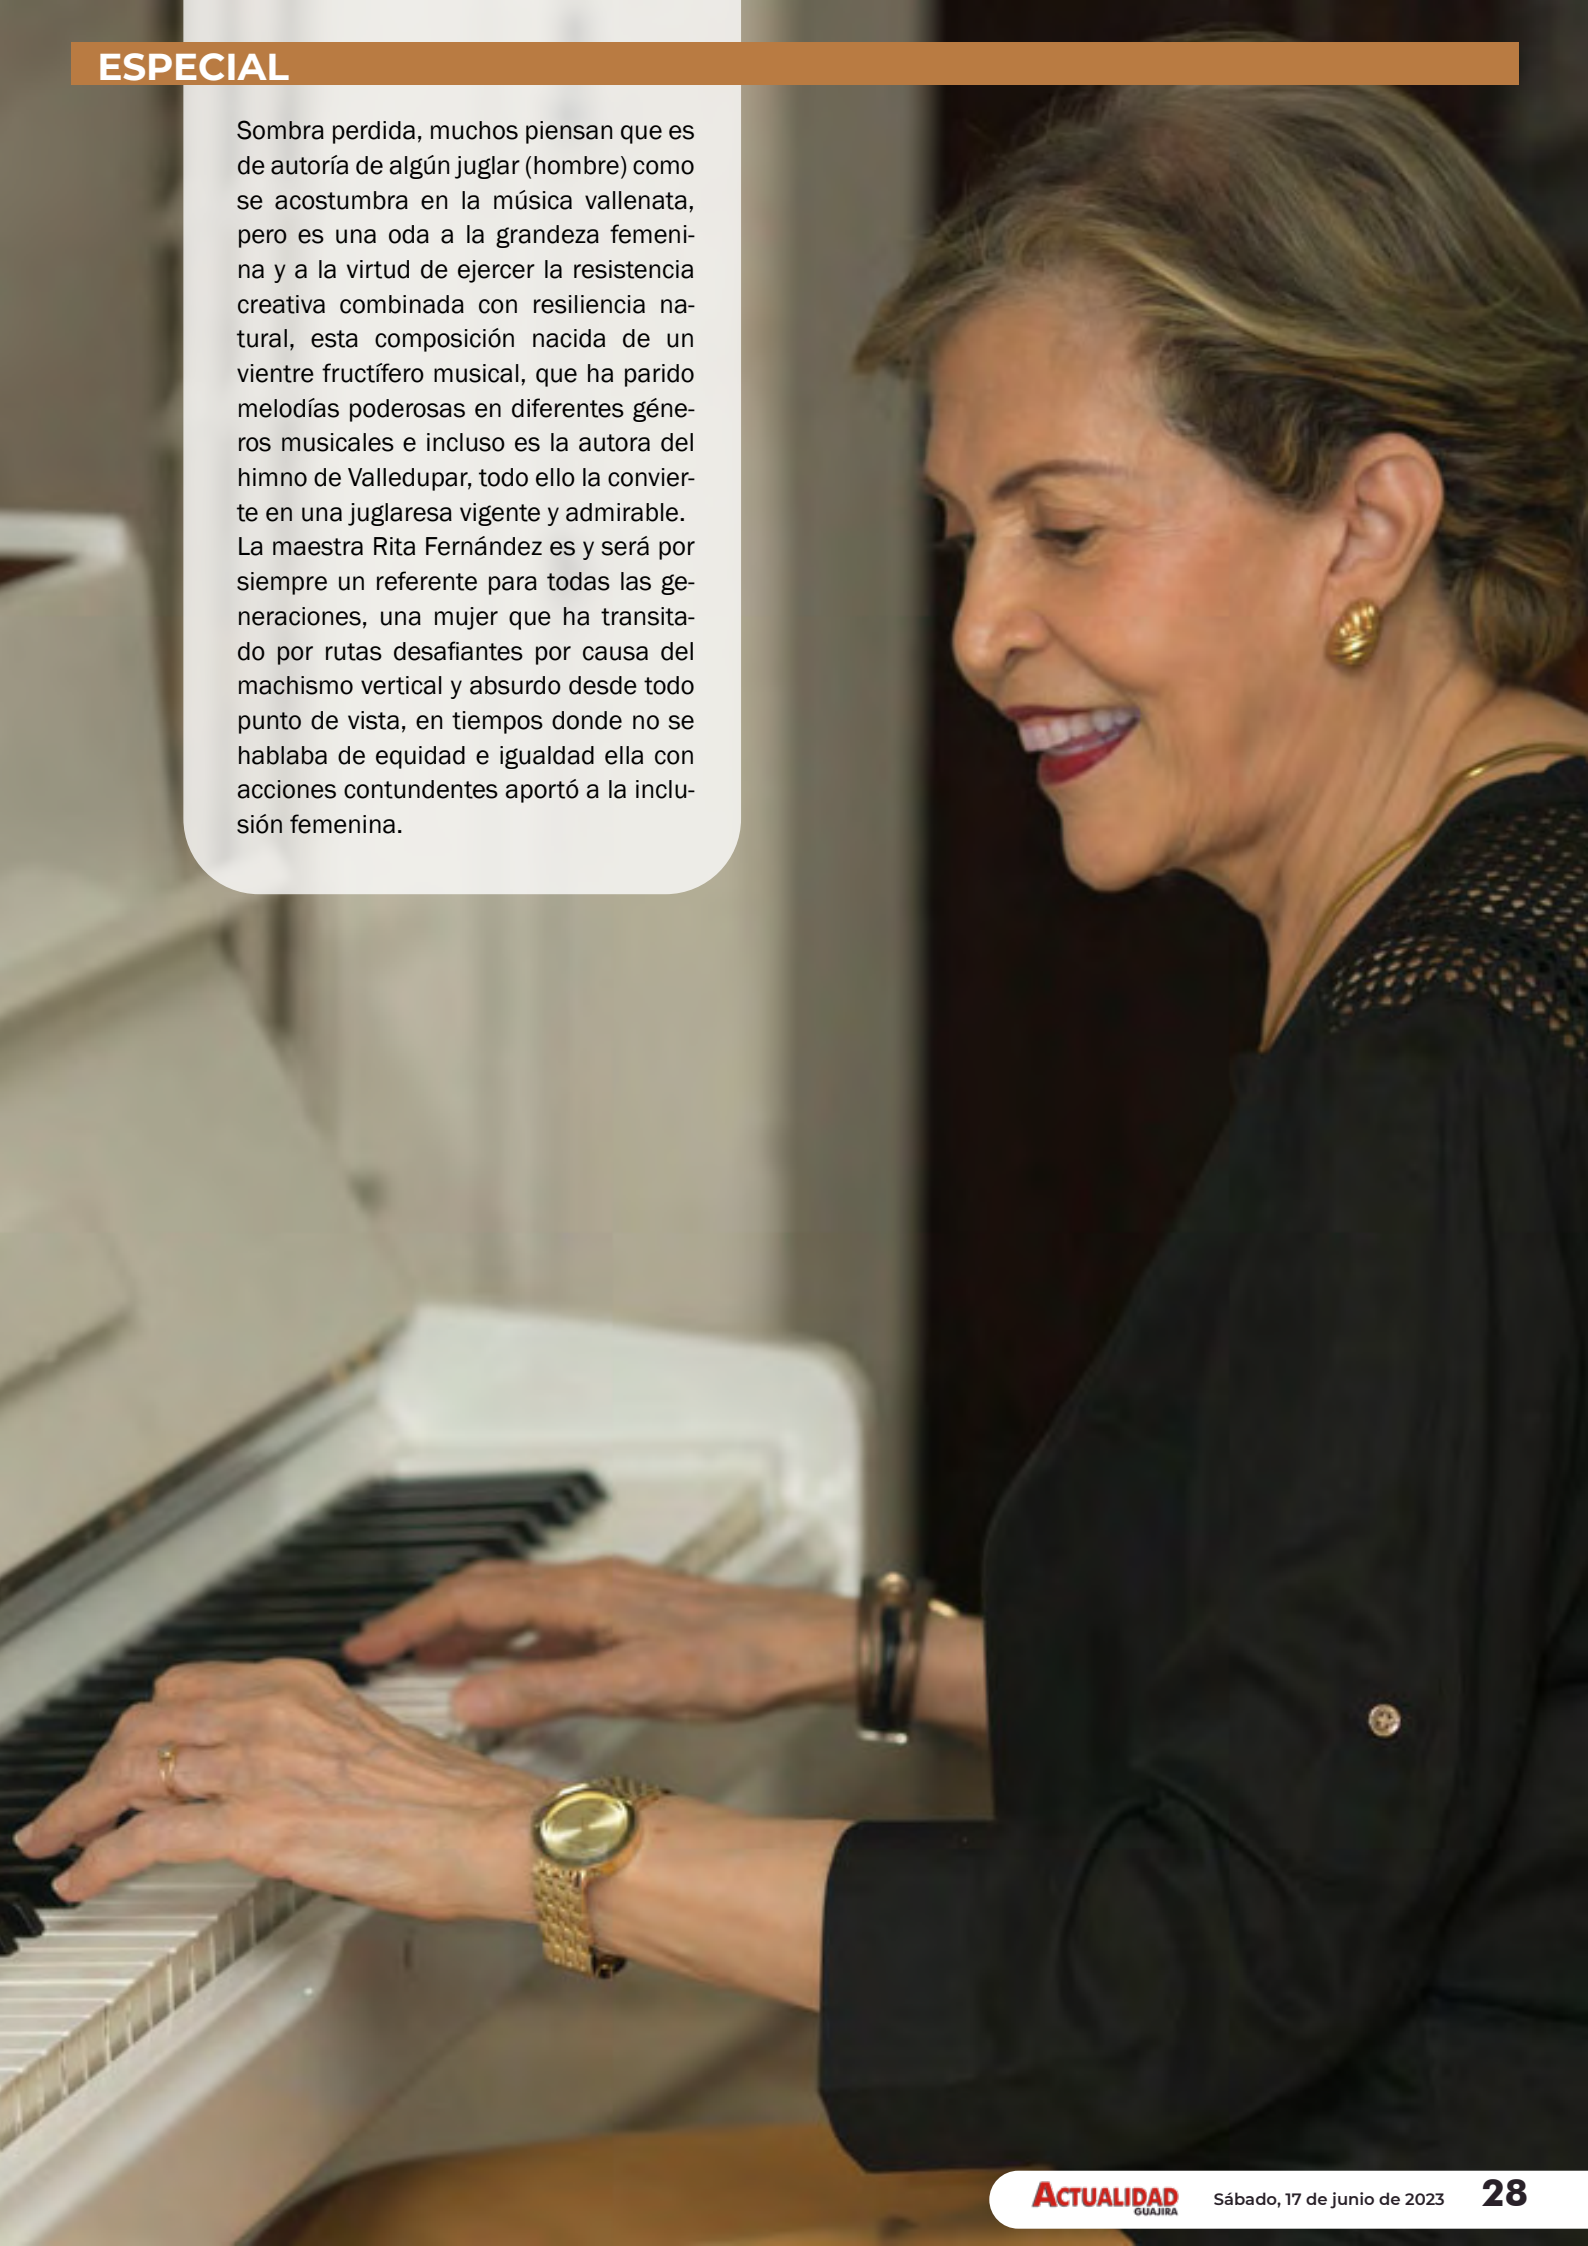 ESPECIAL
Sombra perdida, muchos piensan que es
de autoría de algún juglar (hombre) como
se acostumbra en la música vallenata,
pero es una oda a la grandeza femeni-
na y a la virtud de ejercer la resistencia
creativa combinada con resiliencia na-
tural, esta composición nacida de un
vientre fructífero musical, que ha parido
melodías poderosas en diferentes géne-
ros musicales e incluso es la autora del
himno de Valledupar, todo ello la convier-
te en una juglaresa vigente y admirable.
La maestra Rita Fernández es y será por
siempre un referente para todas las ge-
neraciones, una mujer que ha transita-
do por rutas desafiantes por causa del
machismo vertical y absurdo desde todo
punto de vista, en tiempos donde no se
hablaba de equidad e igualdad ella con
acciones contundentes aportó a la inclu-
sión femenina.
ACTUALIDAD
GUAJIRA
Sábado, 17 de junio de 2023
28